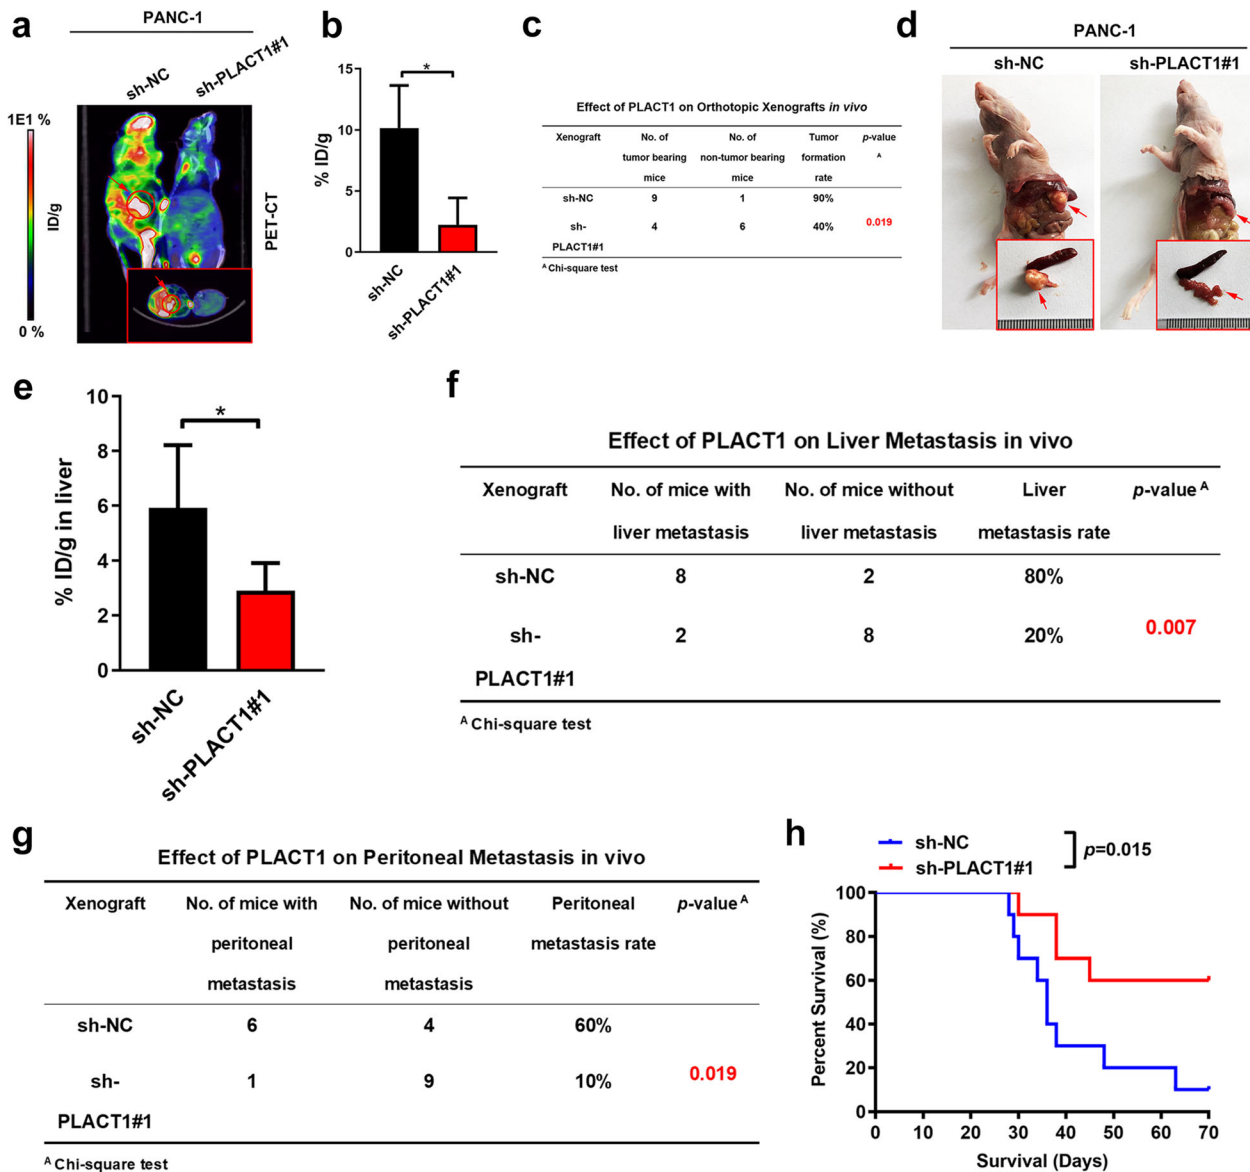 a
PANC-1
sh-NC
sh-PLACT1#1
1E1 %
ID/g
0 %
PET-CT
b
15
10
5
0
% ID/g
*
sh-NC
sh-PLACT1#1
c
Effect of PLACT1 on Orthotopic Xenografts in vivo
Xenograft No. of No. of Tumor p-value
tumor bearing non-tumor bearing formation A
mice mice rate
sh-NC 9 1 90%
sh- 4 6 40% 0.019
PLACT1#1
A Chi-square test
d
PANC-1
sh-NC sh-PLACT1#1
e
10
8
6
4
2
0
% ID/g in liver
*
sh-NC
sh-PLACT1#1
f
Effect of PLACT1 on Liver Metastasis in vivo
Xenograft No. of mice with No. of mice without Liver p-value A
liver metastasis liver metastasis metastasis rate
sh-NC 8 2 80%
sh- 2 8 20% 0.007
PLACT1#1
A Chi-square test
g
Effect of PLACT1 on Peritoneal Metastasis in vivo
Xenograft No. of mice with No. of mice without Peritoneal p-value A
peritoneal peritoneal metastasis rate
metastasis metastasis
sh-NC 6 4 60%
sh- 1 9 10% 0.019
PLACT1#1
A Chi-square test
h
sh-NC
sh-PLACT1#1
p=0.015
100
80
60
40
20
0
Percent Survival (%)
0 10 20 30 40 50 60 70
Survival (Days)